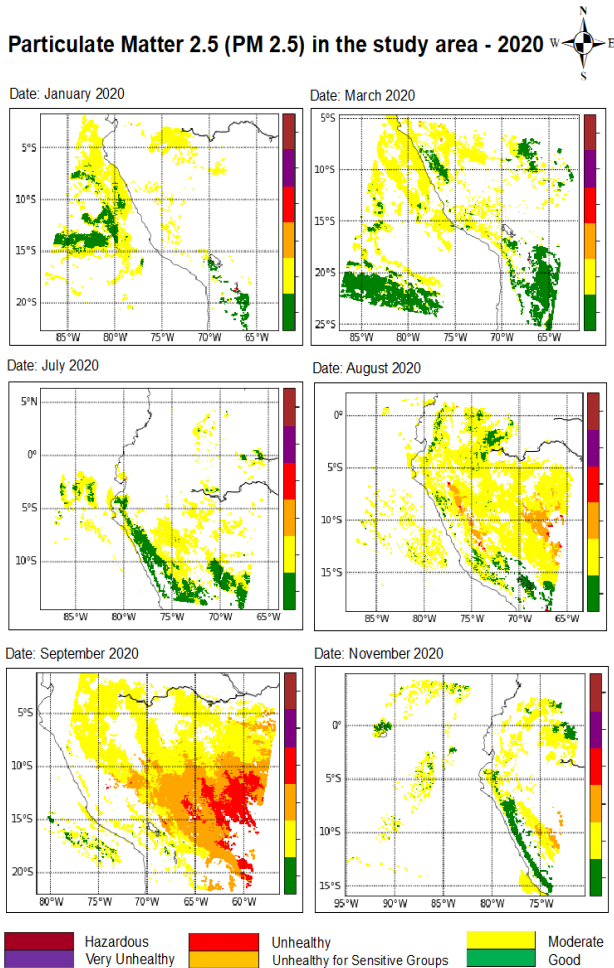 N
Particulate Matter 2.5 (PM 2.5) in the study area - 2020 W E
S
Date: January 2020
Date: March 2020
5°S
10°S
15°S
20°S
85°W 80°W 75°W 70°W 65°W
5°S
10°S
15°S
20°S
25°S
85°W 80°W 75°W 70°W 65°W
Date: July 2020
Date: August 2020
5°N
0°
5°S
10°S
85°W 80°W 75°W 70°W 65°W
0°
5°S
10°S
15°S
85°W 80°W 75°W 70°W 65°W
Date: September 2020
Date: November 2020
5°S
10°S
15°S
20°S
80°W 75°W 70°W 65°W 60°W
0°
5°S
10°S
15°S
95°W 90°W 85°W 80°W 75°W
Hazardous Unhealthy Moderate
Very Unhealthy Unhealthy for Sensitive Groups Good